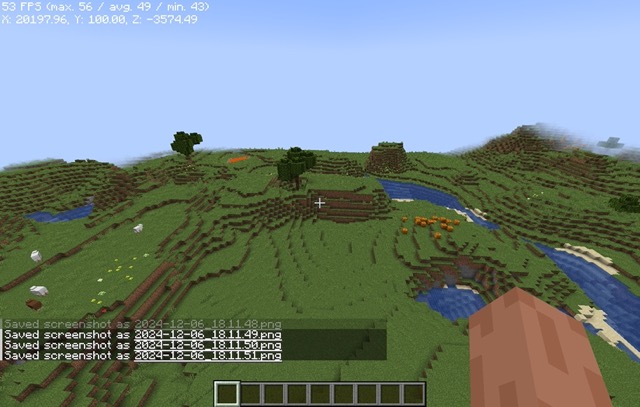 53 FPS (max. 56 / avg. 49 / min. 43)
X: 20197.96, Y: 100.00, Z: -3574.49
Saved screenshot as 2024-12-06_18.11.48.png
Saved screenshot as 2024-12-06_18.11.49.png
Saved screenshot as 2024-12-06_18.11.50.png
Saved screenshot as 2024-12-06_18.11.51.png